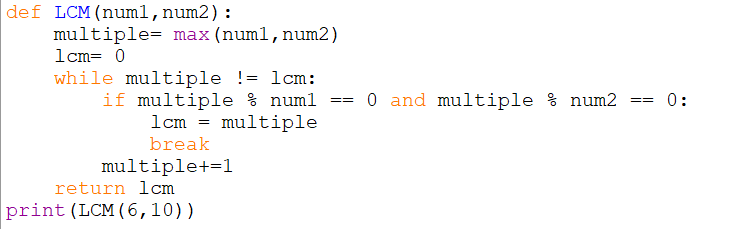 def LCM(num1,num2):
    multiple= max(num1,num2)
    lcm= 0
    while multiple != lcm:
        if multiple % num1 == 0 and multiple % num2 == 0:
            lcm = multiple
            break
        multiple+=1
    return lcm
print(LCM(6,10))